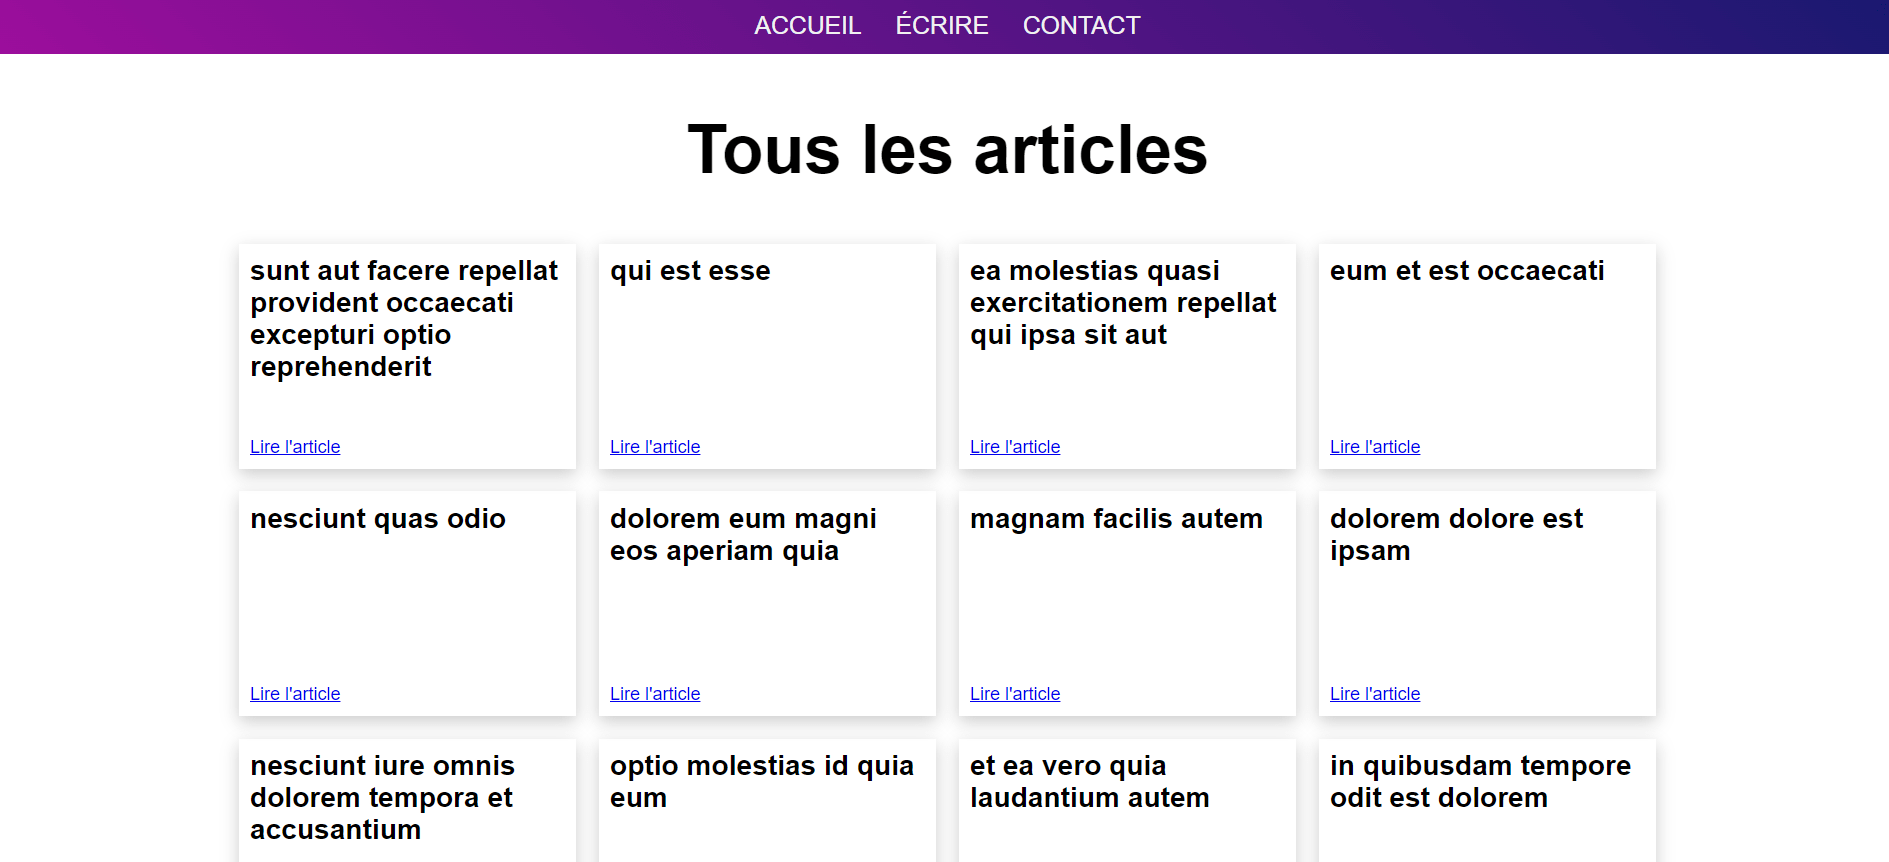 ACCUEIL ÉCRIRE CONTACT
Tous les articles
sunt aut facere repellat
provident occaecati
excepturi optio
reprehenderit
Lire l'article
qui est esse
Lire l'article
ea molestias quasi
exercitationem repellat
qui ipsa sit aut
Lire l'article
eum et est occaecati
Lire l'article
nesciunt quas odio
Lire l'article
dolorem eum magni
eos aperiam quia
Lire l'article
magnam facilis autem
Lire l'article
dolorem dolore est
ipsam
Lire l'article
nesciunt iure omnis
dolorem tempora et
accusantium
optio molestias id quia
eum
et ea vero quia
laudantium autem
in quibusdam tempore
odit est dolorem